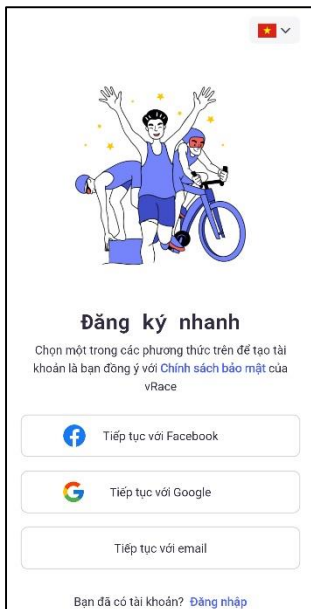 Đăng ký nhanh
Chọn một trong các phương thức trên để tạo tài
khoản là bạn đồng ý với Chính sách bảo mật của
vRace
Tiếp tục với Facebook
Tiếp tục với Google
Tiếp tục với email
Bạn đã có tài khoản? Đăng nhập